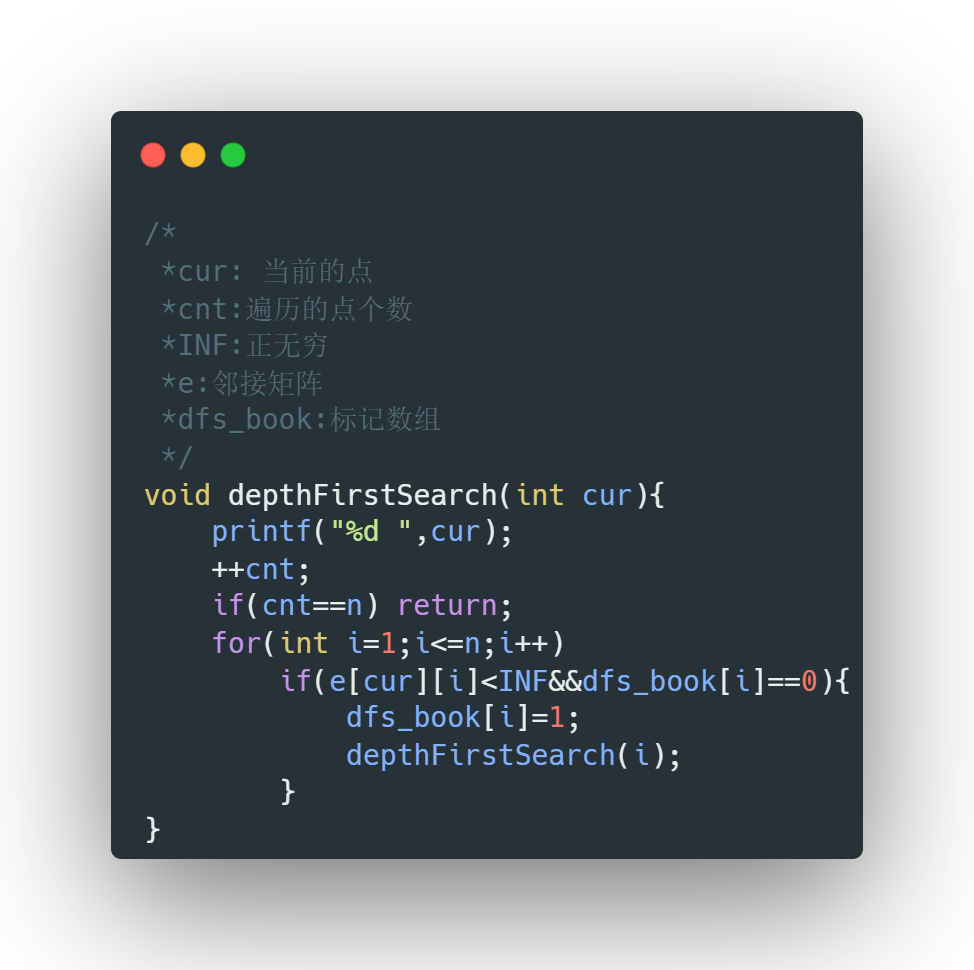 /*
 *cur: 当前的点
 *cnt:遍历的点个数
 *INF:正无穷
 *e:邻接矩阵
 *dfs_book:标记数组
 */
void depthFirstSearch(int cur){
    printf("%d ",cur);
    ++cnt;
    if(cnt==n) return;
    for(int i=1;i<=n;i++)
        if(e[cur][i]<INF&&dfs_book[i]==0){
            dfs_book[i]=1;
            depthFirstSearch(i);
        }
}